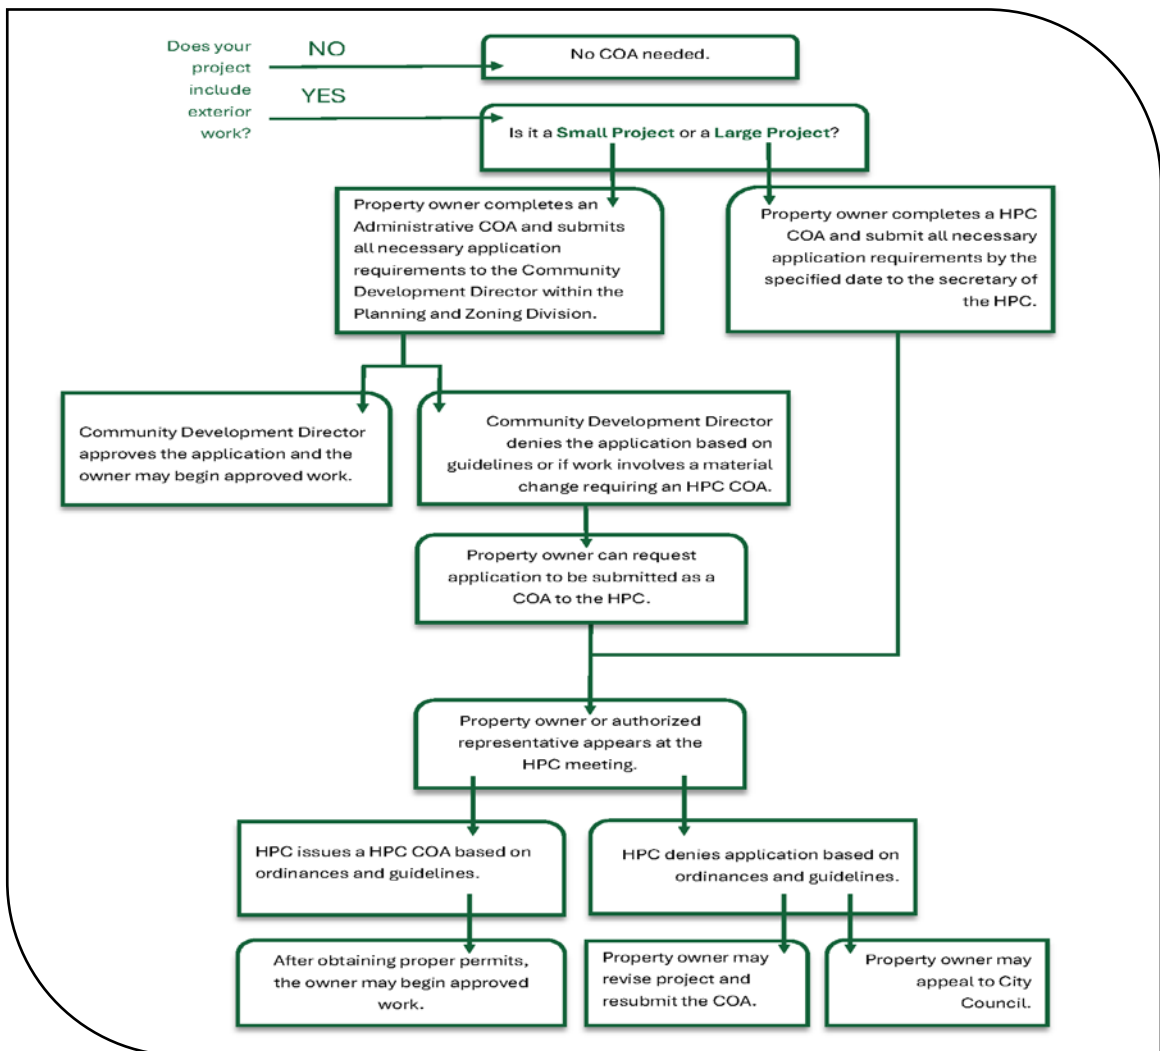 Does your
project
include
exterior
work?
NO
YES
No COA needed.
Is it a Small Project or a Large Project?
Property owner completes an
Administrative COA and submits
all necessary application
requirements to the Community
Development Director within the
Planning and Zoning Division.
Property owner completes a HPC
COA and submit all necessary
application requirements by the
specified date to the secretary of
the HPC.
Community Development Director
approves the application and the
owner may begin approved work.
Community Development Director
denies the application based on
guidelines or if work involves a material
change requiring an HPC COA.
Property owner can request
application to be submitted as a
COA to the HPC.
Property owner or authorized
representative appears at the
HPC meeting.
HPC issues a HPC COA based on
ordinances and guidelines.
HPC denies application based on
ordinances and guidelines.
After obtaining proper permits,
the owner may begin approved
work.
Property owner may
revise project and
resubmit the COA.
Property owner may
appeal to City
Council.